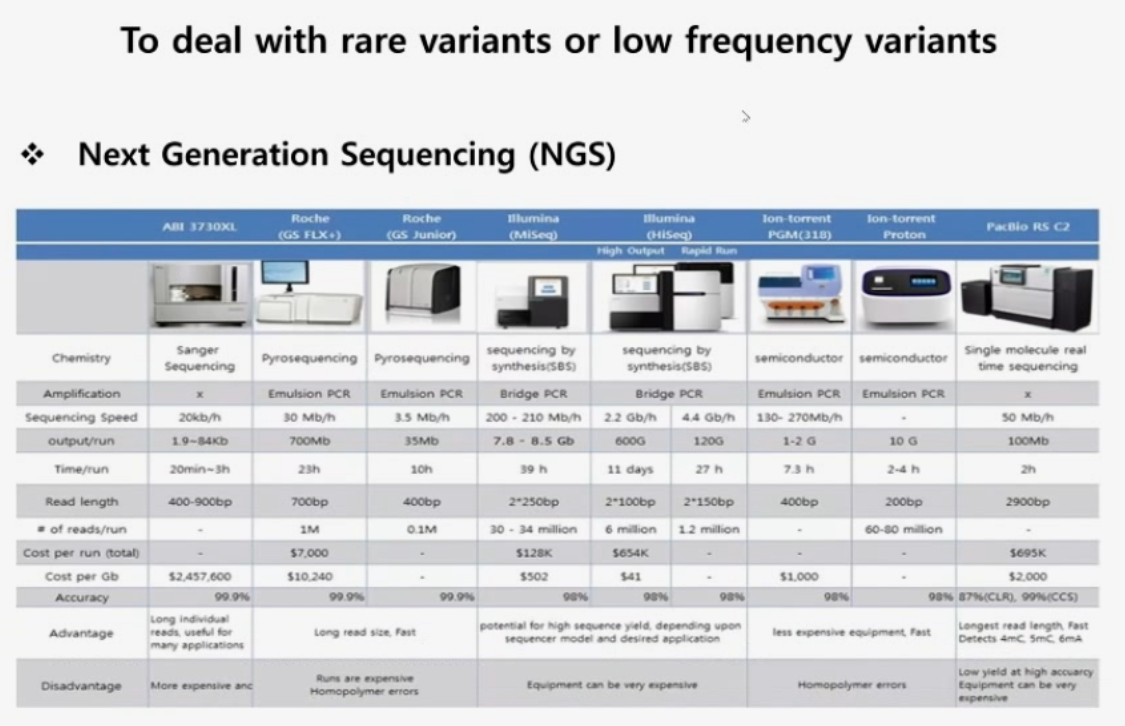 To deal with rare variants or low frequency variants
❖ Next Generation Sequencing (NGS)
ABI 3730XL Roche (GS FLX+) Roche (GS Junior) Illumina (MiSeq) Illumina (HiSeq) Ion-torrent PGM(318) Ion-torrent Proton PacBio RS C2
High Output Rapid Run
Chemistry Sanger Sequencing Pyrosequencing Pyrosequencing sequencing by synthesis(SBS) sequencing by synthesis(SBS) semiconductor semiconductor Single molecule real time sequencing
Amplification x Emulsion PCR Emulsion PCR Bridge PCR Bridge PCR Emulsion PCR Emulsion PCR x
Sequencing Speed 20kb/h 30 Mb/h 3.5 Mb/h 200 - 210 Mb/h 2.2 Gb/h 4.4 Gb/h 130- 270Mb/h - 50 Mb/h
output/run 1.9~84Kb 700Mb 35Mb 7.8 - 8.5 Gb 600G 120G 1-2 G 10 G 100Mb
Time/run 20min~3h 23h 10h 39 h 11 days 27 h 7.3 h 2-4 h 2h
Read length 400-900bp 700bp 400bp 2*250bp 2*100bp 2*150bp 400bp 200bp 2900bp
# of reads/run - 1M 0.1M 30 - 34 million 6 million 1.2 million - 60-80 million -
Cost per run (total) - $7,000 - $128K $654K - - - $695K
Cost per Gb $2,457,600 $10,240 - $502 $41 - $1,000 - $2,000
Accuracy 99.9% 99.9% 99.9% 98% 98% 98% 98% 98% 87%(CLR), 99%(CCS)
Advantage Long individual reads, useful for many applications Long read size, Fast potential for high sequence yield, depending upon sequencer model and desired application less expensive equipment, Fast Longest read length, Fast Detects 4mC, 5mC, 6mA
Disadvantage More expensive and Runs are expensive Homopolymer errors Equipment can be very expensive Homopolymer errors Low yield at high accuarcy Equipment can be very expensive